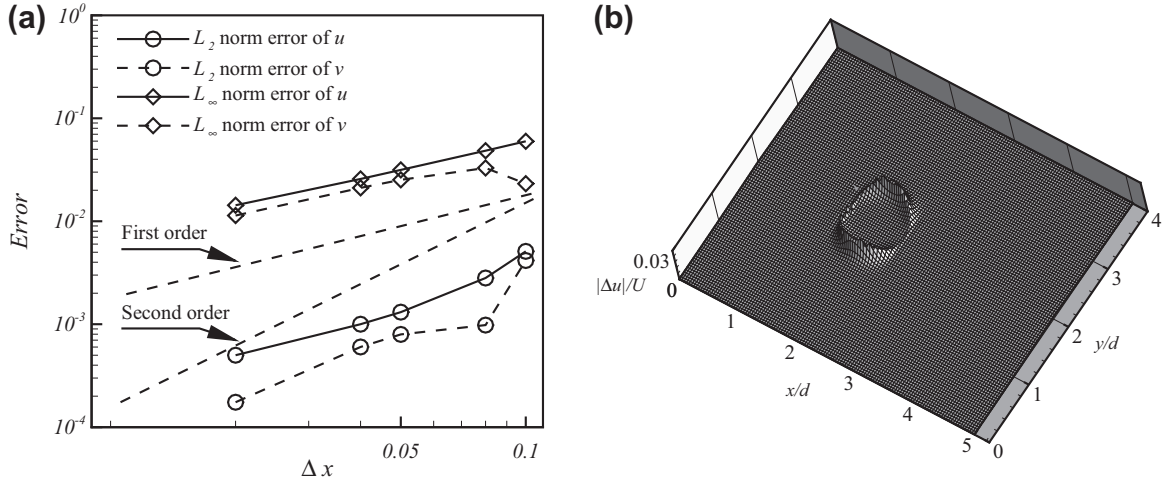 (a)
10^0
L_2 norm error of u
L_2 norm error of v
L_∞ norm error of u
L_∞ norm error of v
10^-1
10^-2
10^-3
10^-4
Error
First order
Second order
0.05
0.1
Δx
(b)
0.03
|Δu|/U
0
1
2
3
4
5
x/d
0
1
2
3
4
y/d